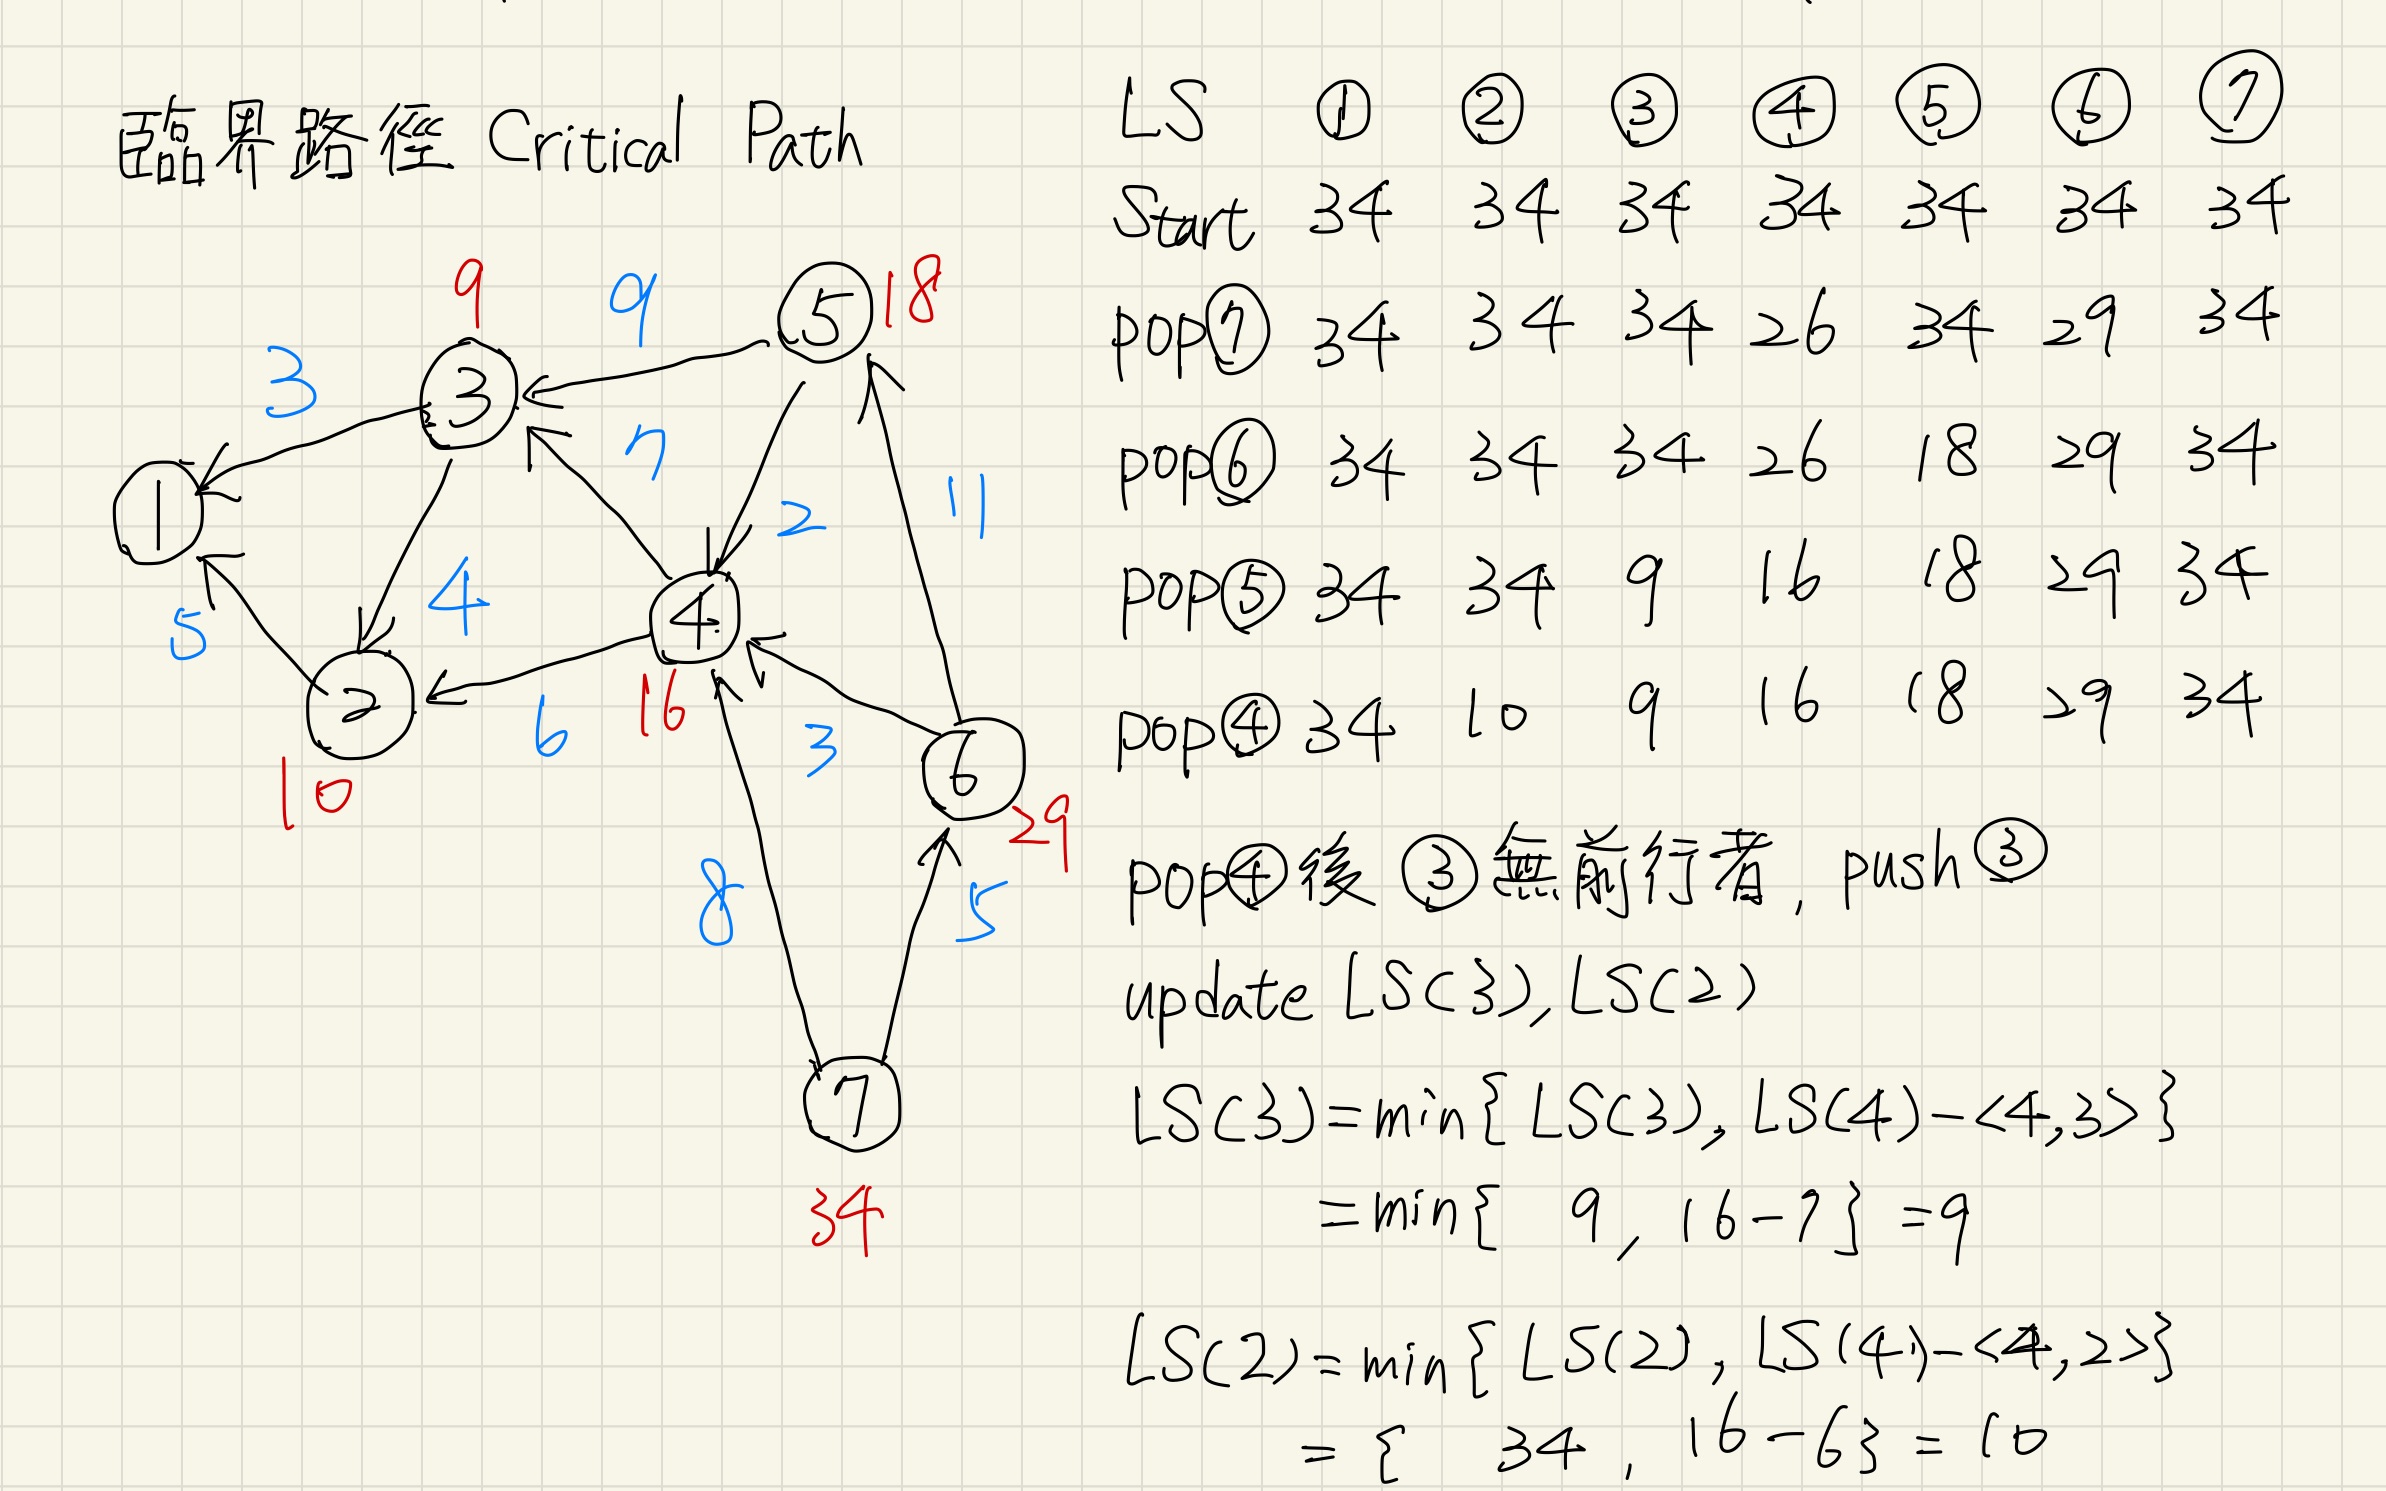 臨界路徑 Critical Path
9
9
⑤ 18
3
③
7
①
2
11
4
5
④
②
6
16
3
⑥
10
29
8
5
⑦
34
LS ① ② ③ ④ ⑤ ⑥ ⑦
Start 34 34 34 34 34 34 34
pop⑦ 34 34 34 26 34 29 34
pop⑥ 34 34 34 26 18 29 34
pop⑤ 34 34 9 16 18 29 34
pop④ 34 10 9 16 18 29 34
pop④後 ③無前行者, push③
update LS(3), LS(2)
LS(3)=min{ LS(3), LS(4)-<4,3>}
=min{ 9, 16-7} =9
LS(2)=min{ LS(2), LS(4)-<4,2>}
={ 34, 16-6} = 10